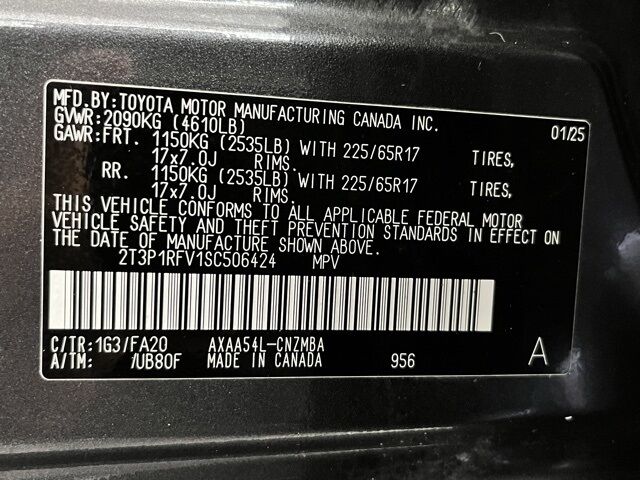 MFD.BY:TOYOTA MOTOR MANUFACTURING CANADA INC. 01/25
GVWR:2090KG (4610LB)
GAWR:FRT. 1150KG (2535LB) WITH 225/65R17 TIRES,
17x7.0J RIMS.
RR. 1150KG (2535LB) WITH 225/65R17 TIRES,
17x7.0J RIMS.
THIS VEHICLE CONFORMS TO ALL APPLICABLE FEDERAL MOTOR
VEHICLE SAFETY AND THEFT PREVENTION STANDARDS IN EFFECT ON
THE DATE OF MANUFACTURE SHOWN ABOVE.
2T3P1RFV1SC506424 MPV
C/TR:1G3/FA20 AXAA54L-CNZMBA A
A/TM: /UB80F MADE IN CANADA 956